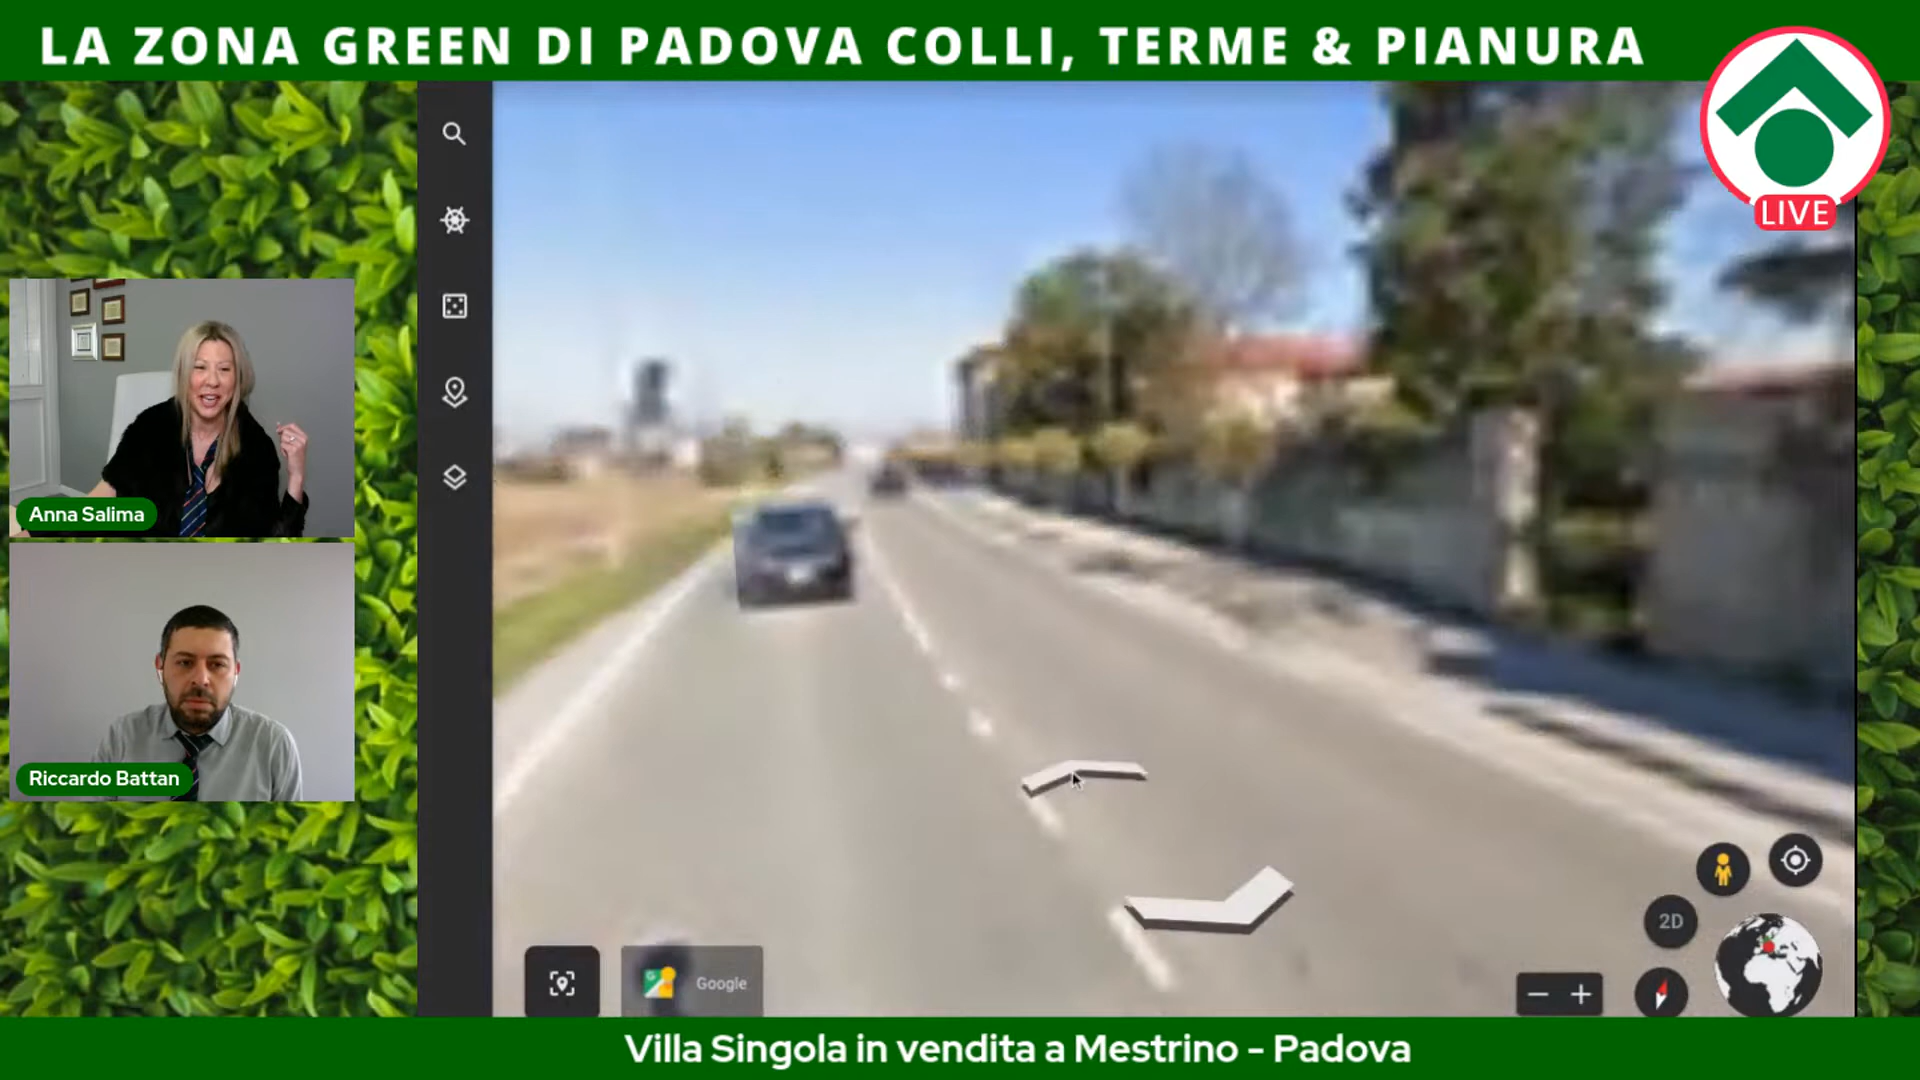 LA ZONA GREEN DI PADOVA COLLI, TERME & PIANURA
LIVE
Anna Salima
Riccardo Battan
2D
Google
Villa Singola in vendita a Mestrino - Padova